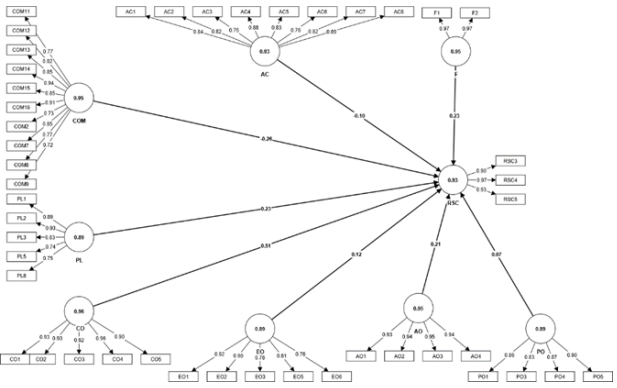 AC1 AC2 AC3 AC4 AC5 AC6 AC7 AC8
0.84 0.82 0.75 0.88 0.83 0.76 0.82 0.85
0.93
AC
F1 F2
0.97 0.97
0.95
F
COM11
COM12
COM13
COM14
COM15
COM16
COM2
COM7
COM8
COM9
0.77
0.82
0.85
0.94
0.85
0.91
0.73
0.85
0.77
0.72
0.95
COM
-0.10
0.23
-0.26
RSC3
RSC4
RSC5
0.90
0.97
0.93
0.93
RSC
PL1
PL2
PL3
PL5
PL6
0.89
0.90
0.83
0.74
0.75
0.89
PL
0.21
0.51
0.12
0.21
0.07
0.96
CO
0.93 0.93 0.92 0.96 0.90
CO1 CO2 CO3 CO4 CO5
0.89
EO
0.92 0.90 0.78 0.81 0.76
EO1 EO2 EO3 EO5 EO6
0.95
AO
0.93 0.94 0.95 0.94
AO1 AO2 AO3 AO4
0.89
PO
0.83 0.87 0.90
PO1 PO3 PO4 PO5